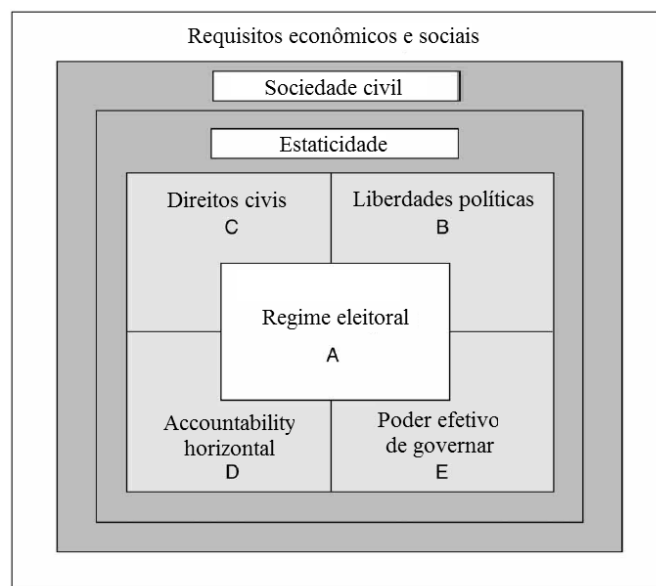 Requisitos econômicos e sociais
Sociedade civil
Estaticidade
Direitos civis
C
Liberdades políticas
B
Regime eleitoral
A
Accountability
horizontal
D
Poder efetivo
de governar
E